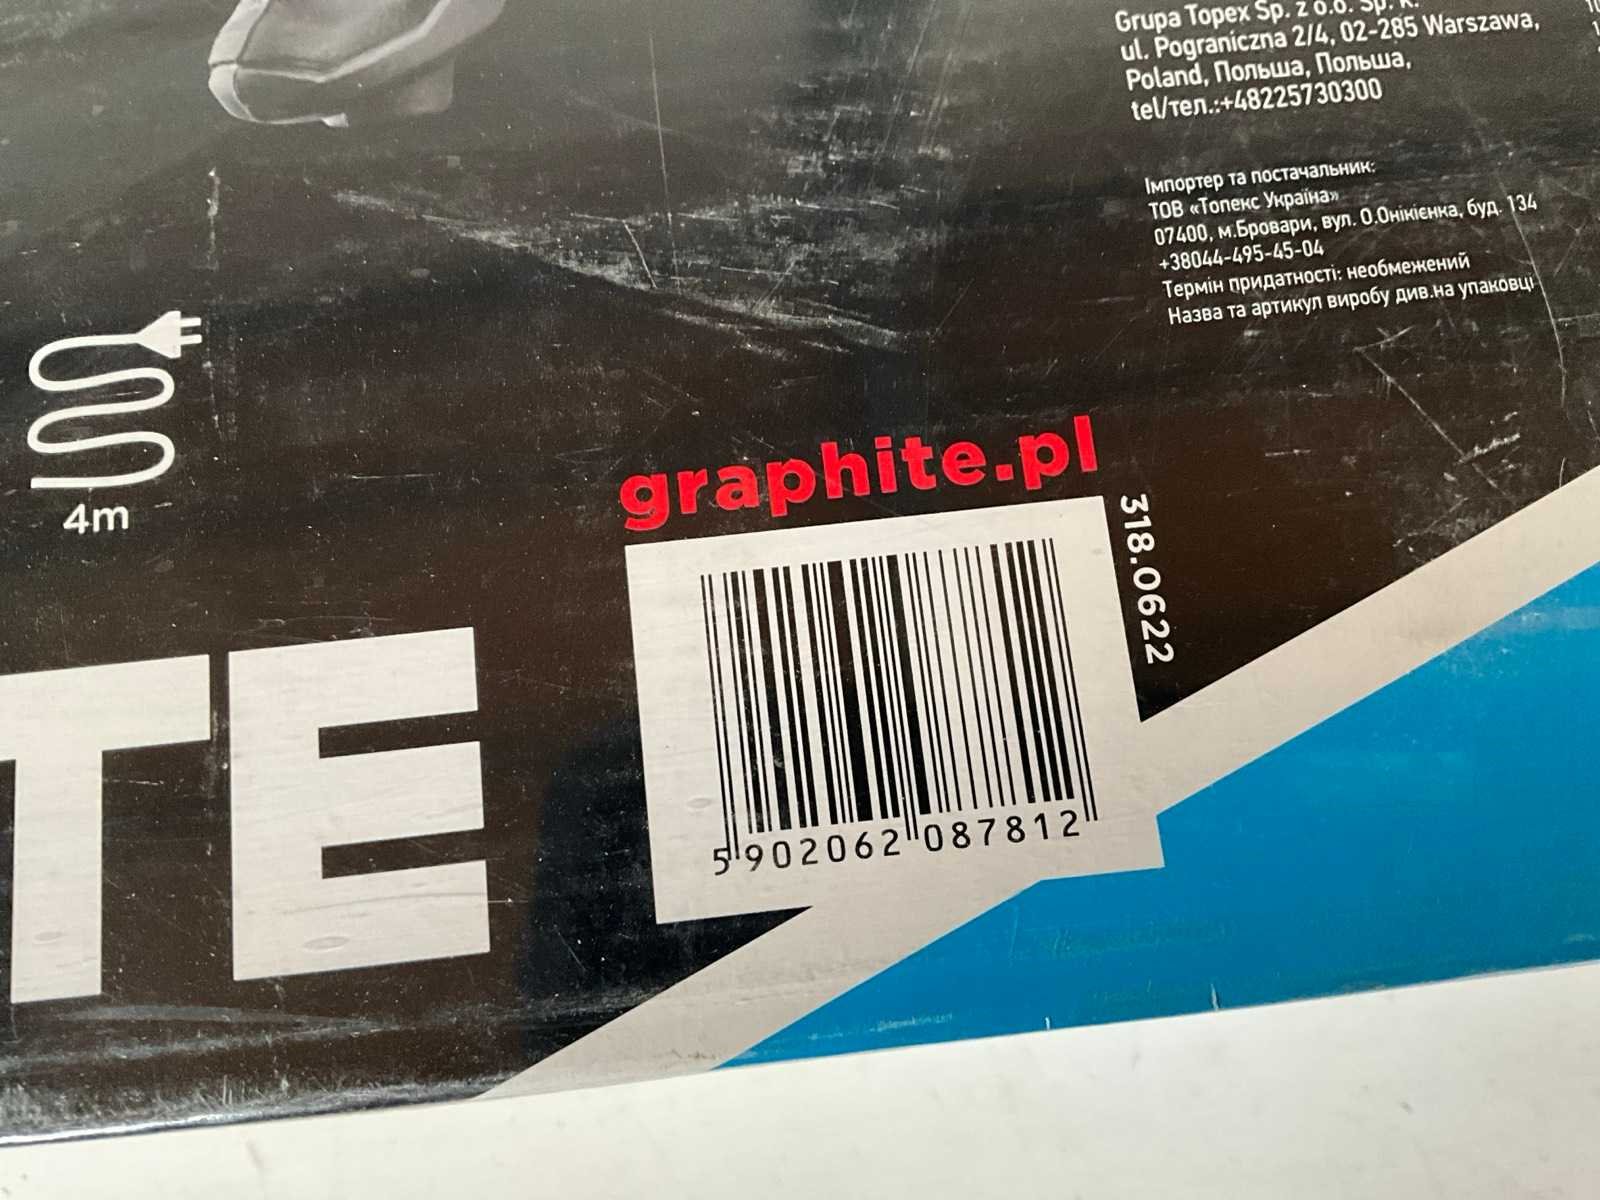 Grupa Topex Sp. z o.o. Sp. k.
ul. Pograniczna 2/4, 02-285 Warszawa,
Poland, Польша, Польша,
tel/тел.:+48225730300
Імпортер та постачальник:
ТОВ «Топекс Україна»
07400, м.Бровари, вул. О.Онікієнка, буд. 134
+38044-495-45-04
Термін придатності: необмежений
Назва та артикул виробу див.на упаковці
4m
graphite.pl
318.0622
5 902062 087812
TE